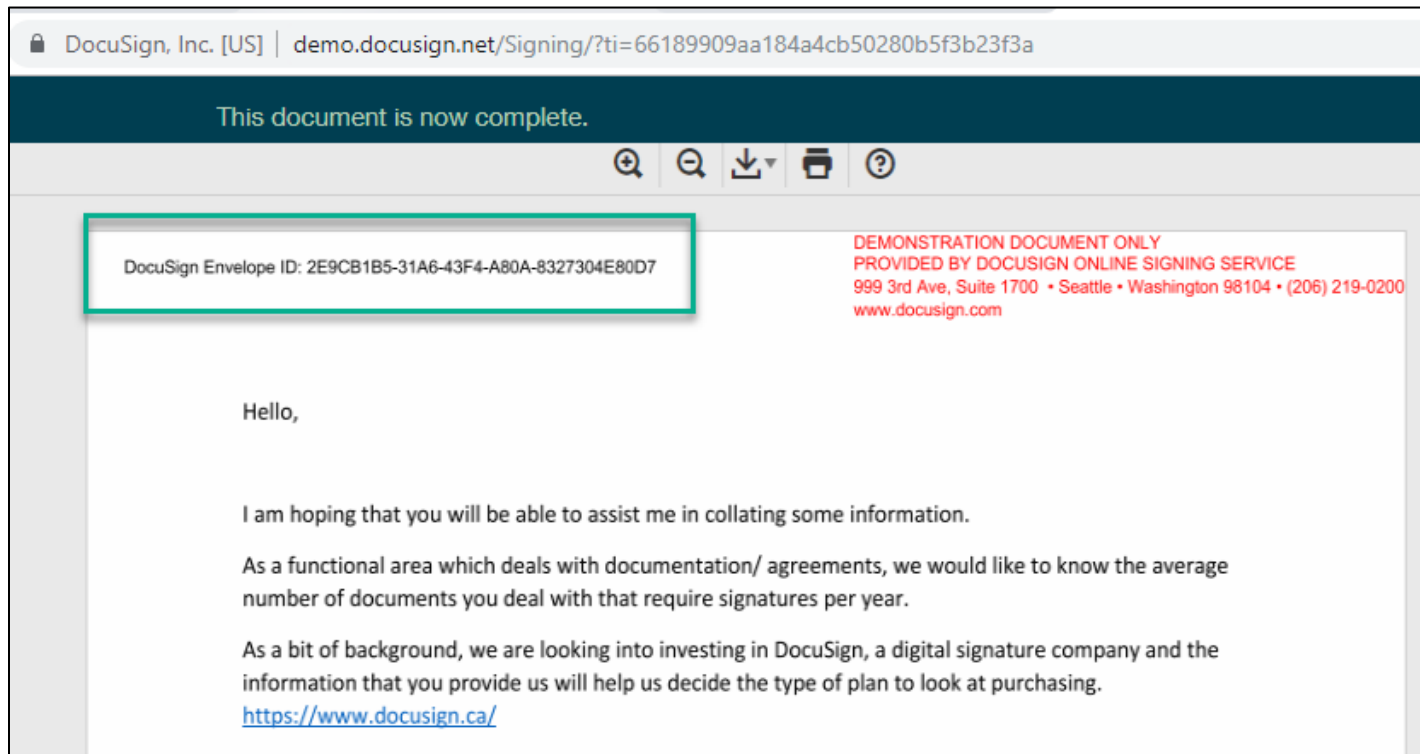 DocuSign, Inc. [US] | demo.docusign.net/Signing/?ti=66189909aa184a4cb50280b5f3b23f3a
This document is now complete.
DocuSign Envelope ID: 2E9CB1B5-31A6-43F4-A80A-8327304E80D7
DEMONSTRATION DOCUMENT ONLY
PROVIDED BY DOCUSIGN ONLINE SIGNING SERVICE
999 3rd Ave, Suite 1700 • Seattle • Washington 98104 • (206) 219-0200
www.docusign.com
Hello,
I am hoping that you will be able to assist me in collating some information.
As a functional area which deals with documentation/ agreements, we would like to know the average
number of documents you deal with that require signatures per year.
As a bit of background, we are looking into investing in DocuSign, a digital signature company and the
information that you provide us will help us decide the type of plan to look at purchasing.
https://www.docusign.ca/